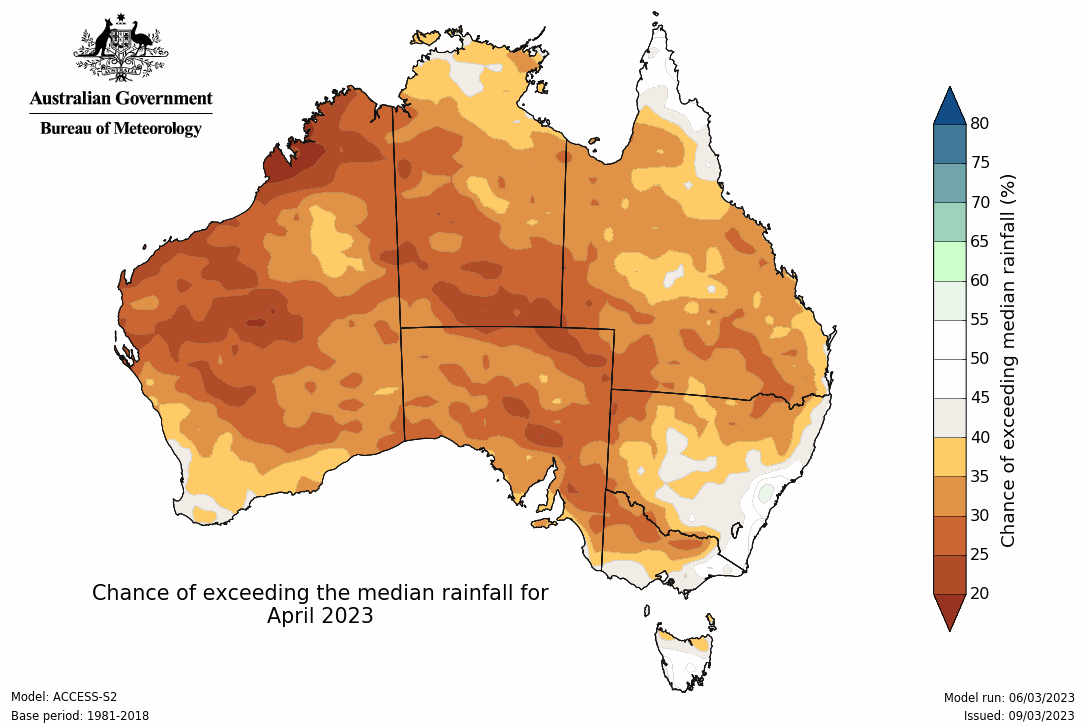 Australian Government
Bureau of Meteorology
80
75
70
65
60
55
50
45
40
35
30
25
20
Chance of exceeding median rainfall (%)
Chance of exceeding the median rainfall for
April 2023
Model: ACCESS-S2
Base period: 1981-2018
Model run: 06/03/2023
Issued: 09/03/2023